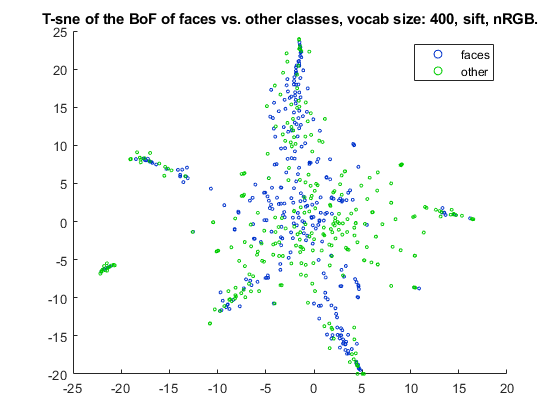 T-sne of the BoF of faces vs. other classes, vocab size: 400, sift, nRGB.
faces
other
25
20
15
10
5
0
-5
-10
-15
-20
-25 -20 -15 -10 -5 0 5 10 15 20